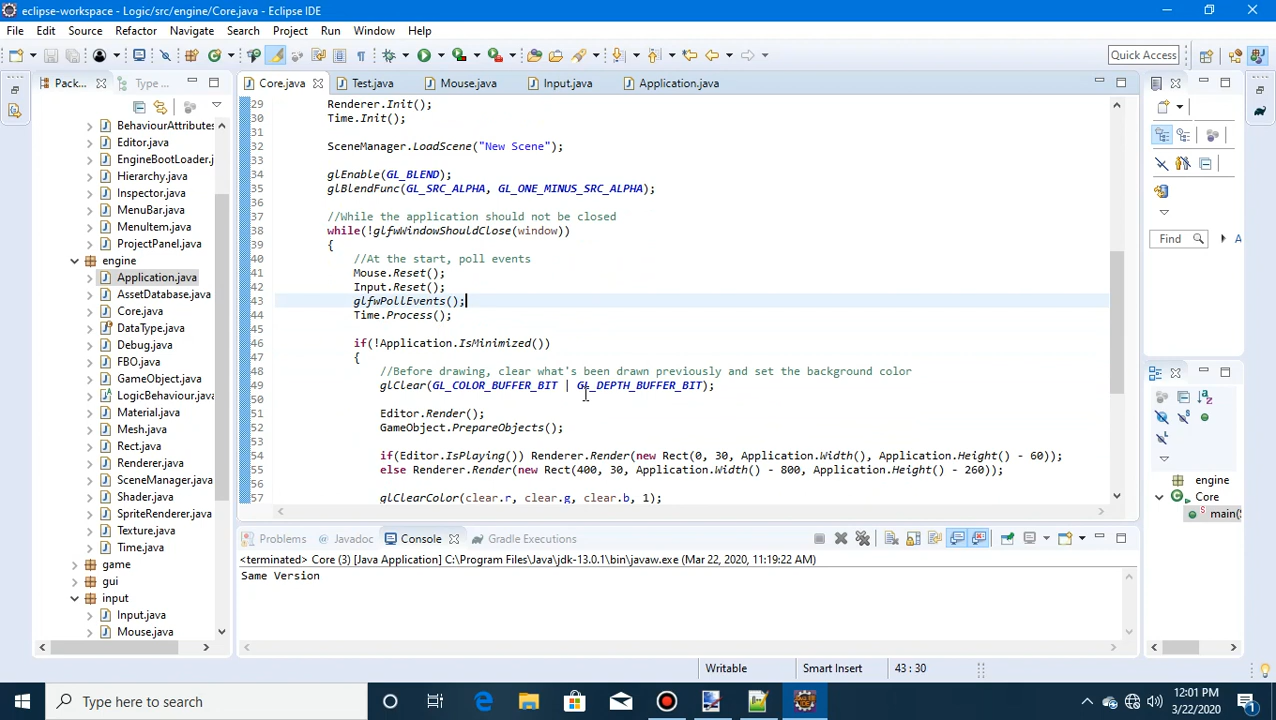 eclipse-workspace - Logic/src/engine/Core.java - Eclipse IDE
File Edit Source Refactor Navigate Search Project Run Window Help
Quick Access
Pack... Type ...
Core.java Test.java Mouse.java Input.java Application.java
BehaviourAttributes
Editor.java
EngineBootLoader.j
Hierarchy.java
Inspector.java
MenuBar.java
MenuItem.java
ProjectPanel.java
engine
Application.java
AssetDatabase.java
Core.java
DataType.java
Debug.java
FBO.java
GameObject.java
LogicBehaviour.java
Material.java
Mesh.java
Rect.java
Renderer.java
SceneManager.java
Shader.java
SpriteRenderer.java
Texture.java
Time.java
game
gui
input
Input.java
Mouse.java
29 Renderer.Init();
30 Time.Init();
31
32 SceneManager.LoadScene("New Scene");
33
34 glEnable(GL_BLEND);
35 glBlendFunc(GL_SRC_ALPHA, GL_ONE_MINUS_SRC_ALPHA);
36
37 //While the application should not be closed
38 while(!glfwWindowShouldClose(window))
39 {
40 //At the start, poll events
41 Mouse.Reset();
42 Input.Reset();
43 glfwPollEvents();
44 Time.Process();
45
46 if(!Application.IsMinimized())
47 {
48 //Before drawing, clear what's been drawn previously and set the background color
49 glClear(GL_COLOR_BUFFER_BIT | GL_DEPTH_BUFFER_BIT);
50
51 Editor.Render();
52 GameObject.PrepareObjects();
53
54 if(Editor.IsPlaying()) Renderer.Render(new Rect(0, 30, Application.Width(), Application.Height() - 60));
55 else Renderer.Render(new Rect(400, 30, Application.Width() - 800, Application.Height() - 260));
57 glClearColor(clear.r, clear.g, clear.b, 1);
Find A
engine
Core
main(
Problems Javadoc Console Gradle Executions
<terminated> Core (3) [Java Application] C:\Program Files\Java\jdk-13.0.1\bin\javaw.exe (Mar 22, 2020, 11:19:22 AM)
Same Version
Writable Smart Insert 43 : 30
Type here to search
12:01 PM
3/22/2020
1